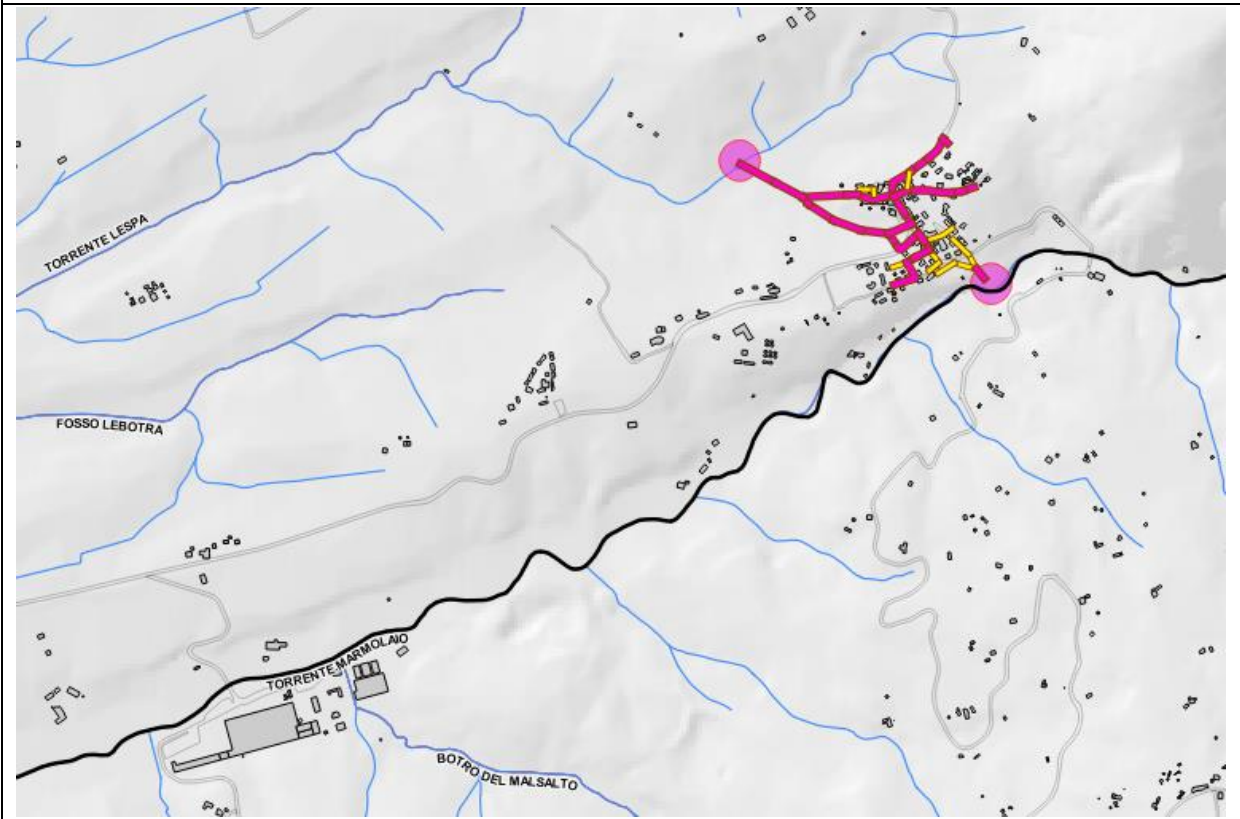 TORRENTE LESPA
FOSSO LEBOTRA
TORRENTE MARMOLAIO
BOTRO DEL MALSALTO